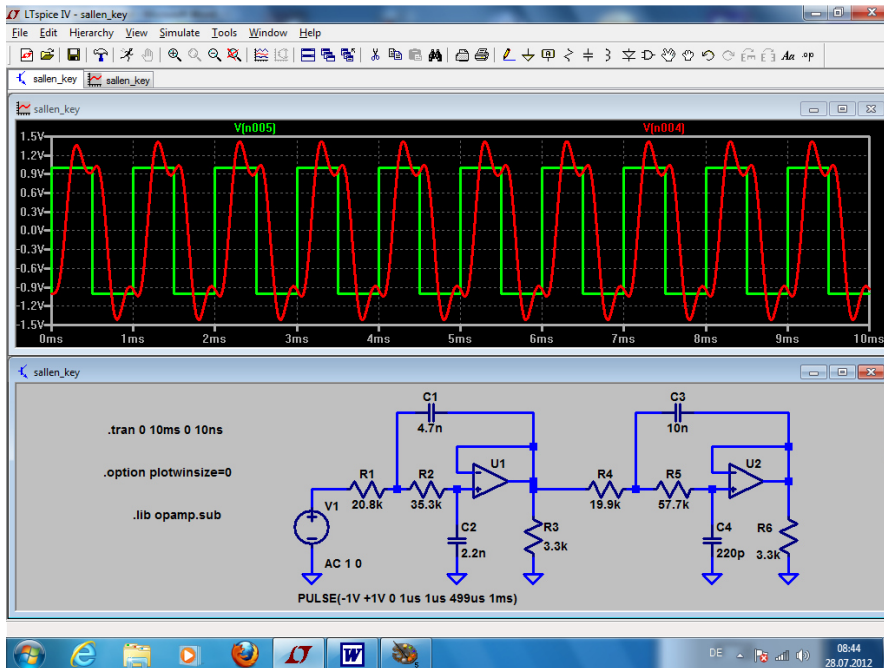 LTspice IV - sallen_key
File Edit Hierarchy View Simulate Tools Window Help
Aa .op
sallen_key sallen_key
sallen_key
V(n005) V(n004)
1.5V
1.2V
0.9V
0.6V
0.3V
0.0V
-0.3V
-0.6V
-0.9V
-1.2V
-1.5V
0ms 1ms 2ms 3ms 4ms 5ms 6ms 7ms 8ms 9ms 10ms
sallen_key
C1 C3
4.7n 10n
.tran 0 10ms 0 10ns
.option plotwinsize=0
R1 R2 U1 R4 R5 U2
20.8k 35.3k 19.9k 57.7k
.lib opamp.sub
V1
C2 R3 C4 R6
2.2n 3.3k 220p 3.3k
AC 1 0
PULSE(-1V +1V 0 1us 1us 499us 1ms)
DE 08:44
28.07.2012